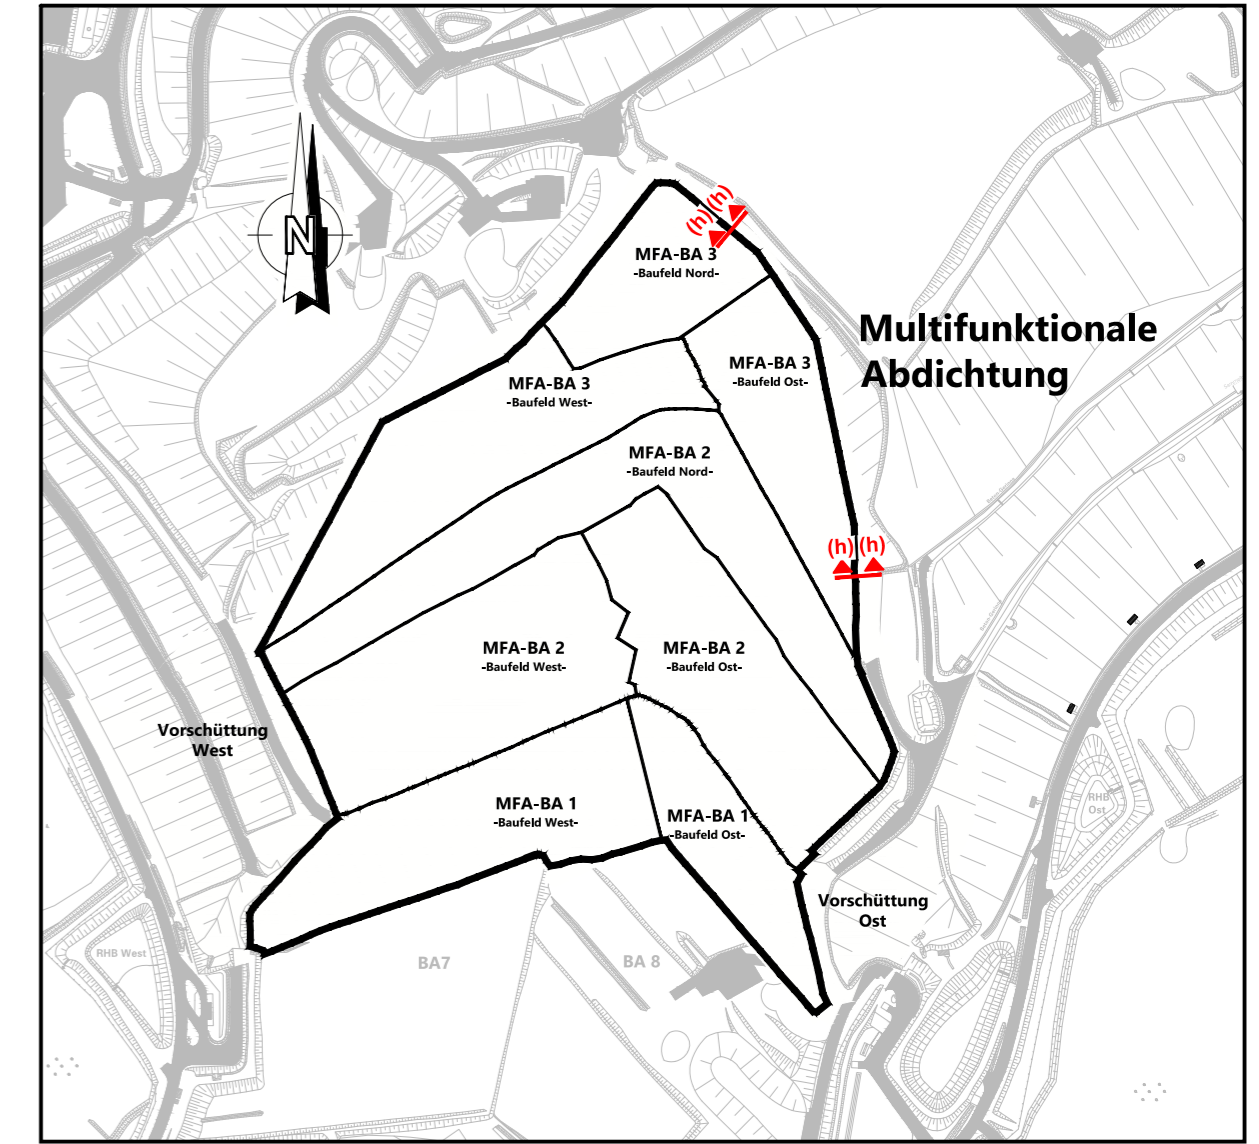 N
(h)
(h)
MFA-BA 3
-Baufeld Nord-
Multifunktionale
Abdichtung
MFA-BA 3
-Baufeld Ost-
MFA-BA 3
-Baufeld West-
MFA-BA 2
-Baufeld Nord-
(h) (h)
MFA-BA 2
-Baufeld West-
MFA-BA 2
-Baufeld Ost-
Vorschüttung
West
MFA-BA 1
-Baufeld West-
MFA-BA 1
-Baufeld Ost-
RHB
Ost
Vorschüttung
Ost
RHB West
BA7
BA 8